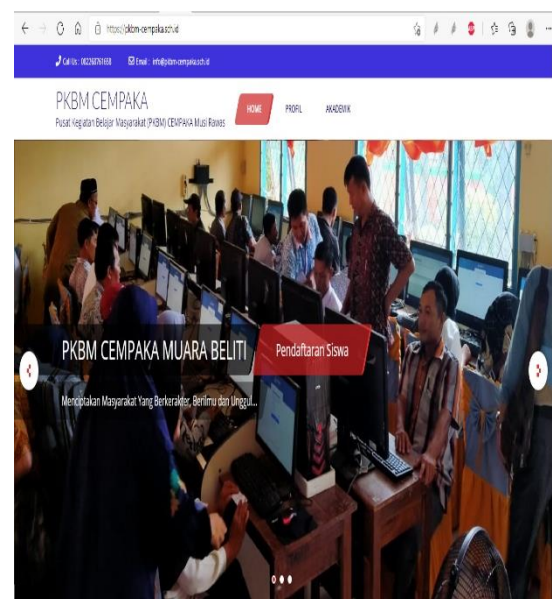 https://pkbm-cempaka.sch.id
Call Us : 082260761658 Email : info@pkbm-cempaka.sch.id
PKBM CEMPAKA
Pusat Kegiatan Belajar Masyarakat (PKBM) CEMPAKA Musi Rawas
HOME PROFIL AKADEMIK
PKBM CEMPAKA MUARA BELITI
Pendaftaran Siswa
Menciptakan Masyarakat Yang Berkerakter, Berilmu dan Unggul...